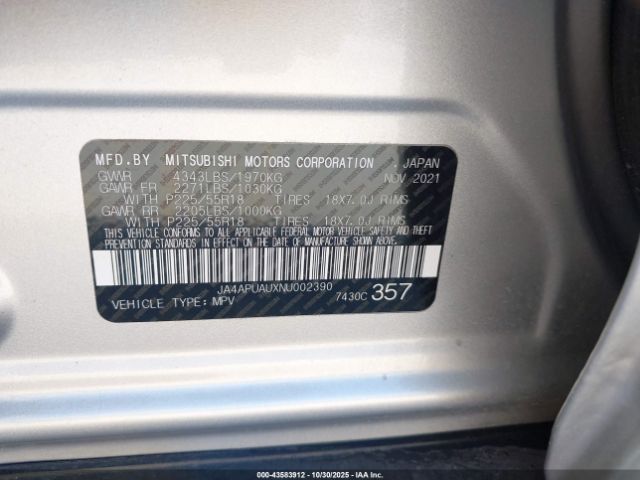 MFD.BY MITSUBISHI MOTORS CORPORATION . JAPAN
GVWR 4343LBS/1970KG NOV 2021
GAWR FR 2271LBS/1030KG
WITH P225/55R18 TIRES 18X7.0J RIMS
GAWR RR 2205LBS/1000KG
WITH P225/55R18 TIRES 18X7.0J RIMS
THIS VEHICLE CONFORMS TO ALL APPLICABLE FEDERAL MOTOR VEHICLE SAFETY AND THEFT
PREVENTION STANDARDS IN EFFECT ON THE DATE OF MANUFACTURE SHOWN ABOVE.
JA4APUAUXNU002390
VEHICLE TYPE: MPV 7430C 357
000-43583912 - 10/30/2025 - IAAI.COM